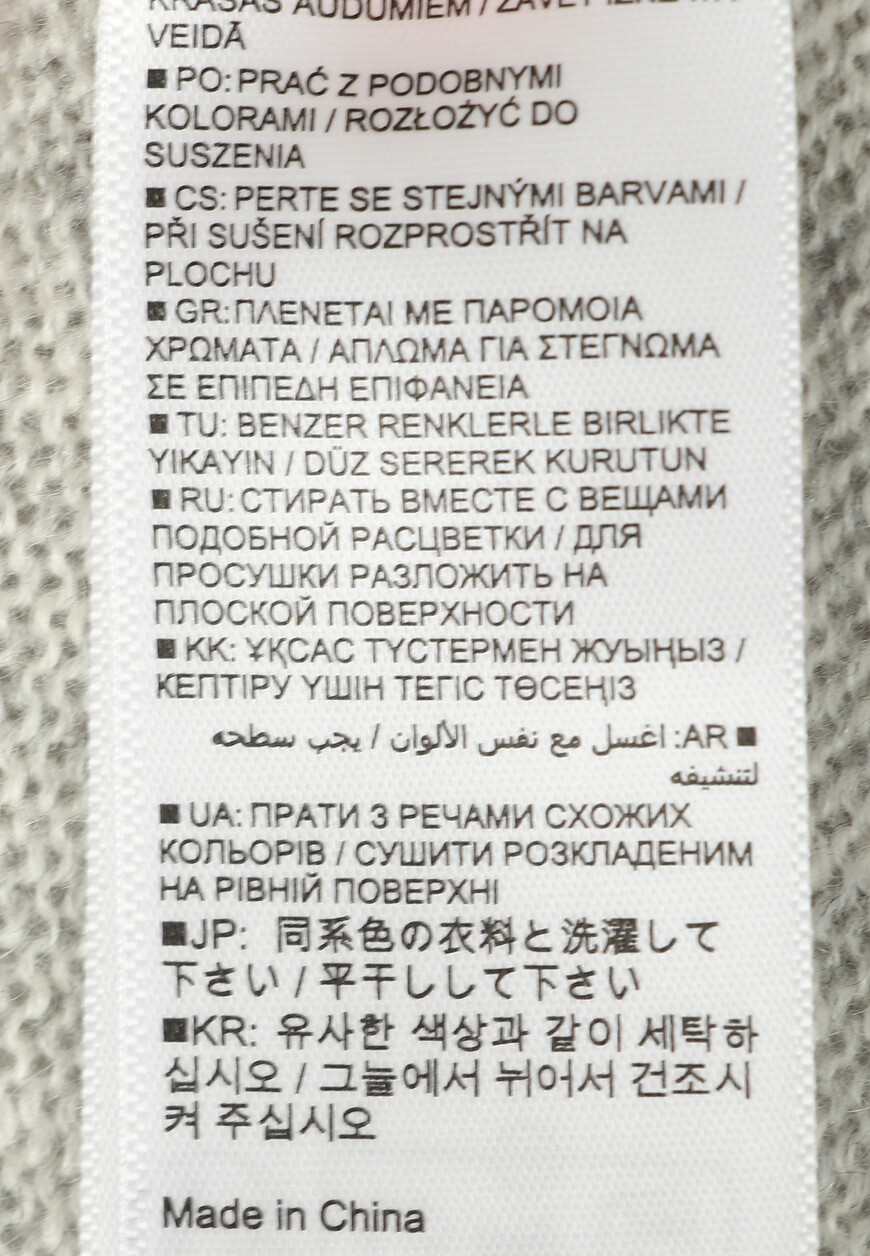 KRĀSAS AUDUMIEM /
VEIDĀ
■ PO: PRAĆ Z PODOBNYMI
KOLORAMI / ROZŁOŻYĆ DO
SUSZENIA
■ CS: PERTE SE STEJNÝMI BARVAMI /
PŘI SUŠENÍ ROZPROSTŘÍT NA
PLOCHU
■ GR: ΠΛΕΝΕΤΑΙ ΜΕ ΠΑΡΟΜΟΙΑ
ΧΡΩΜΑΤΑ / ΑΠΛΩΜΑ ΓΙΑ ΣΤΕΓΝΩΜΑ
ΣΕ ΕΠΙΠΕΔΗ ΕΠΙΦΑΝΕΙΑ
■ TU: BENZER RENKLERLE BIRLIKTE
YIKAYIN / DÜZ SEREREK KURUTUN
■ RU: СТИРАТЬ ВМЕСТЕ С ВЕЩАМИ
ПОДОБНОЙ РАСЦВЕТКИ / ДЛЯ
ПРОСУШКИ РАЗЛОЖИТЬ НА
ПЛОСКОЙ ПОВЕРХНОСТИ
■ KK: ҰҚСАС ТҮСТЕРМЕН ЖУЫҢЫЗ /
КЕПТІРУ ҮШІН ТЕГІС ТӨСЕҢІЗ
■ AR: اغسل مع نفس الألوان / يجب سطحه
لتنشيفه
■ UA: ПРАТИ З РЕЧАМИ СХОЖИХ
КОЛЬОРІВ / СУШИТИ РОЗКЛАДЕНИМ
НА РІВНІЙ ПОВЕРХНІ
■JP: 同系色の衣料と洗濯して
下さい / 平干しして下さい
■KR: 유사한 색상과 같이 세탁하
십시오 / 그늘에서 뉘어서 건조시
켜 주십시오
Made in China